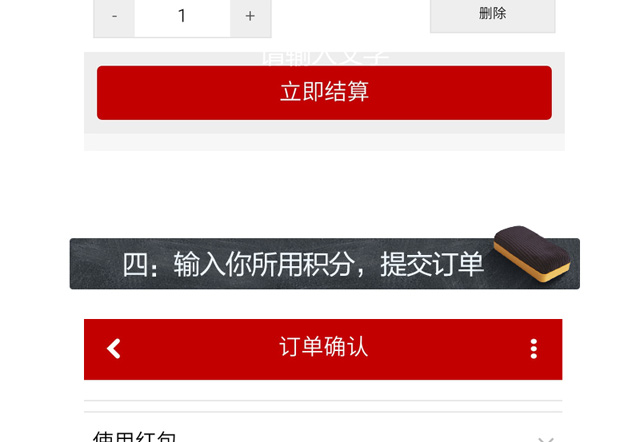 - 1 + 删除
请输入文字
立即结算
四：输入你所用积分，提交订单
订单确认
使用红包